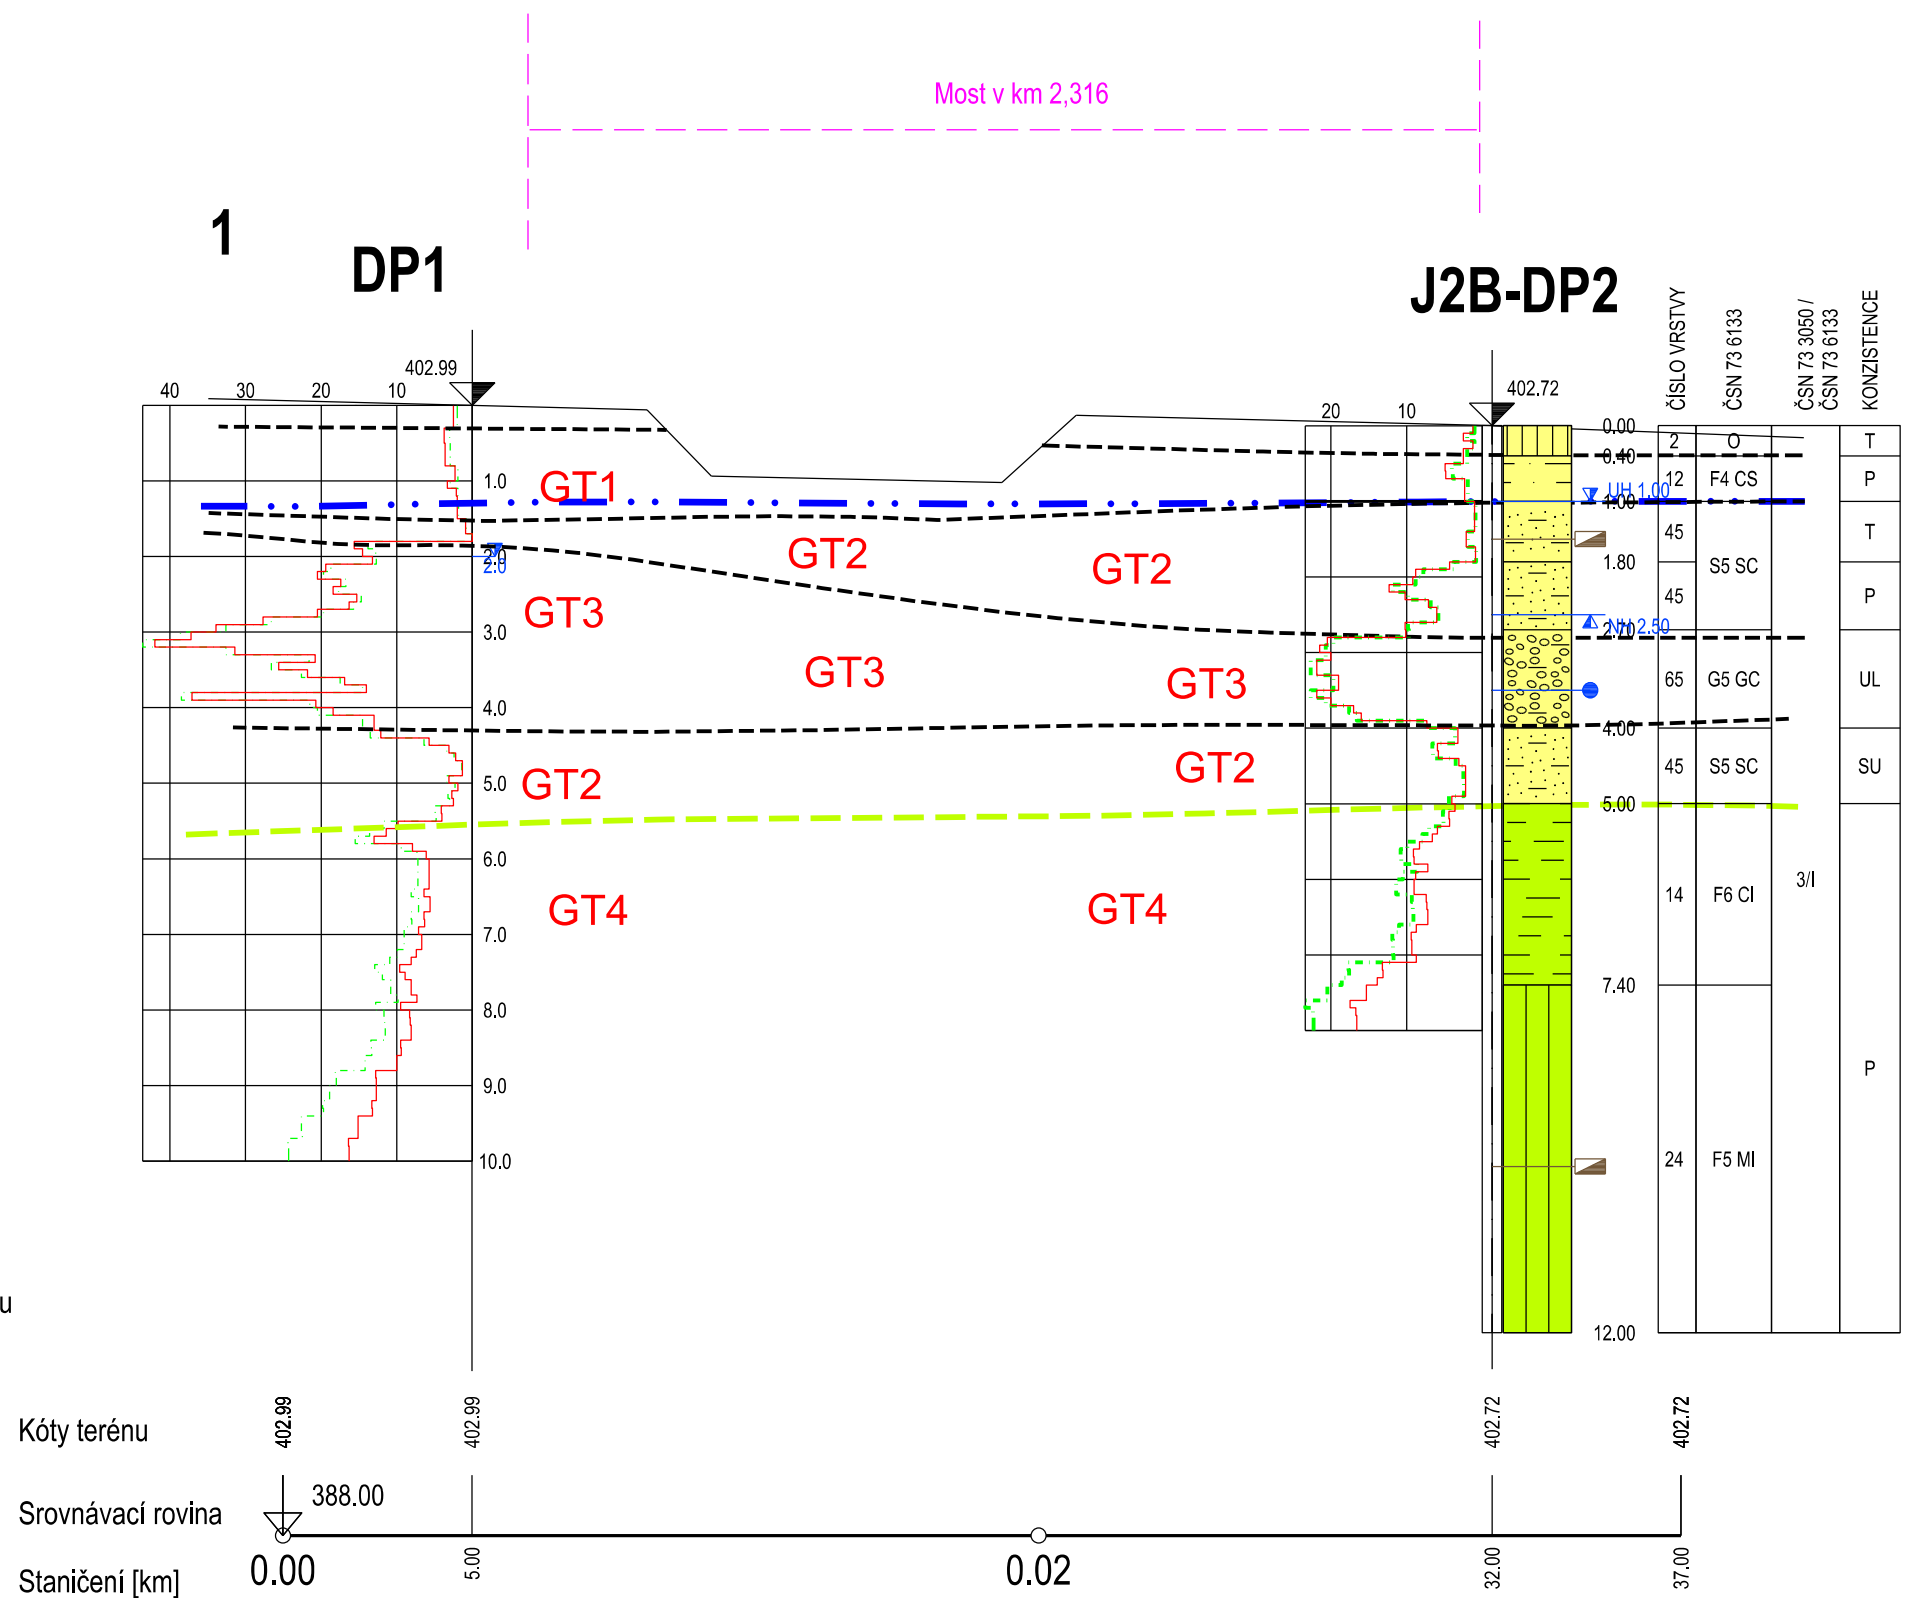 Most v km 2,316
1
DP1
J2B-DP2
ČÍSLO VRSTVY
ČSN 73 6133
ČSN 73 3050 /
ČSN 73 6133
KONZISTENCE
402.99
402.72
40 30 20 10
20 10
0.00
2 O T
0.40
12 F4 CS P
UH 1.00
1.00
45 T
1.80
S5 SC
45 P
NH 2.50
2.70
65 G5 GC UL
4.00
45 S5 SC SU
5.00
14 F6 CI
3/I
7.40
P
24 F5 MI
12.00
1.0
2.0
2.0
3.0
4.0
5.0
6.0
7.0
8.0
9.0
10.0
GT1
GT2
GT2
GT3
GT3
GT3
GT2
GT2
GT4
GT4
u
Kóty terénu
402.99
402.99
402.72
402.72
Srovnávací rovina
388.00
Staničení [km]
0.00
5.00
0.02
32.00
37.00